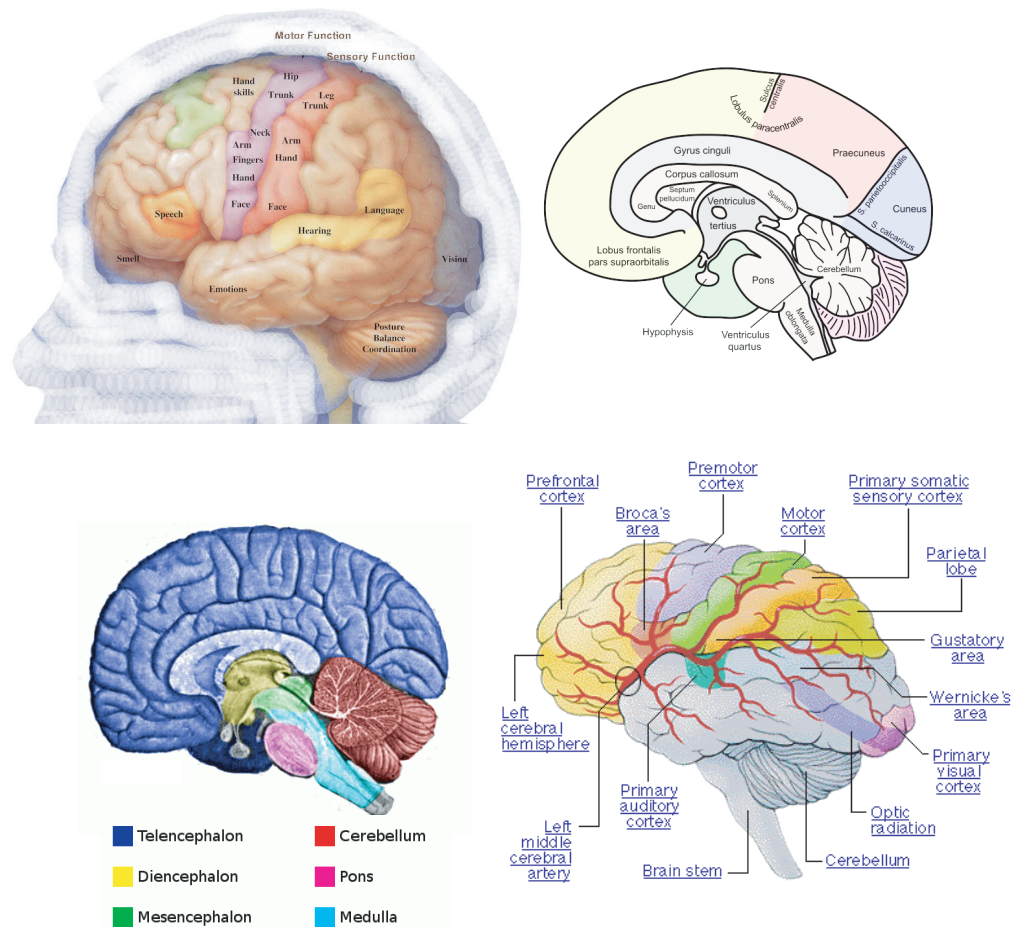 Motor Function
Sensory Function
Hip
Hand
skills
Trunk
Leg
Trunk
Neck
Arm
Arm
Fingers
Hand
Hand
Face
Face
Speech
Language
Hearing
Smell
Vision
Emotions
Posture
Balance
Coordination
Sulcus
centralis
Lobulus paracentralis
Gyrus cinguli
Praecuneus
Corpus callosum
S. parietooccipitalis
Septum
pellucidum
Genu
Ventriculus
tertius
Splenium
Cuneus
S. calcarinus
Lobus frontalis
pars supraorbitalis
Cerebellum
Pons
Hypophysis
Ventriculus
quartus
Medulla
oblongata
Telencephalon
Cerebellum
Diencephalon
Pons
Mesencephalon
Medulla
Prefrontal
cortex
Premotor
cortex
Primary somatic
sensory cortex
Broca's
area
Motor
cortex
Parietal
lobe
Gustatory
area
Wernicke's
area
Left
cerebral
hemisphere
Primary
visual
cortex
Primary
auditory
cortex
Optic
radiation
Left
middle
cerebral
artery
Brain stem
Cerebellum